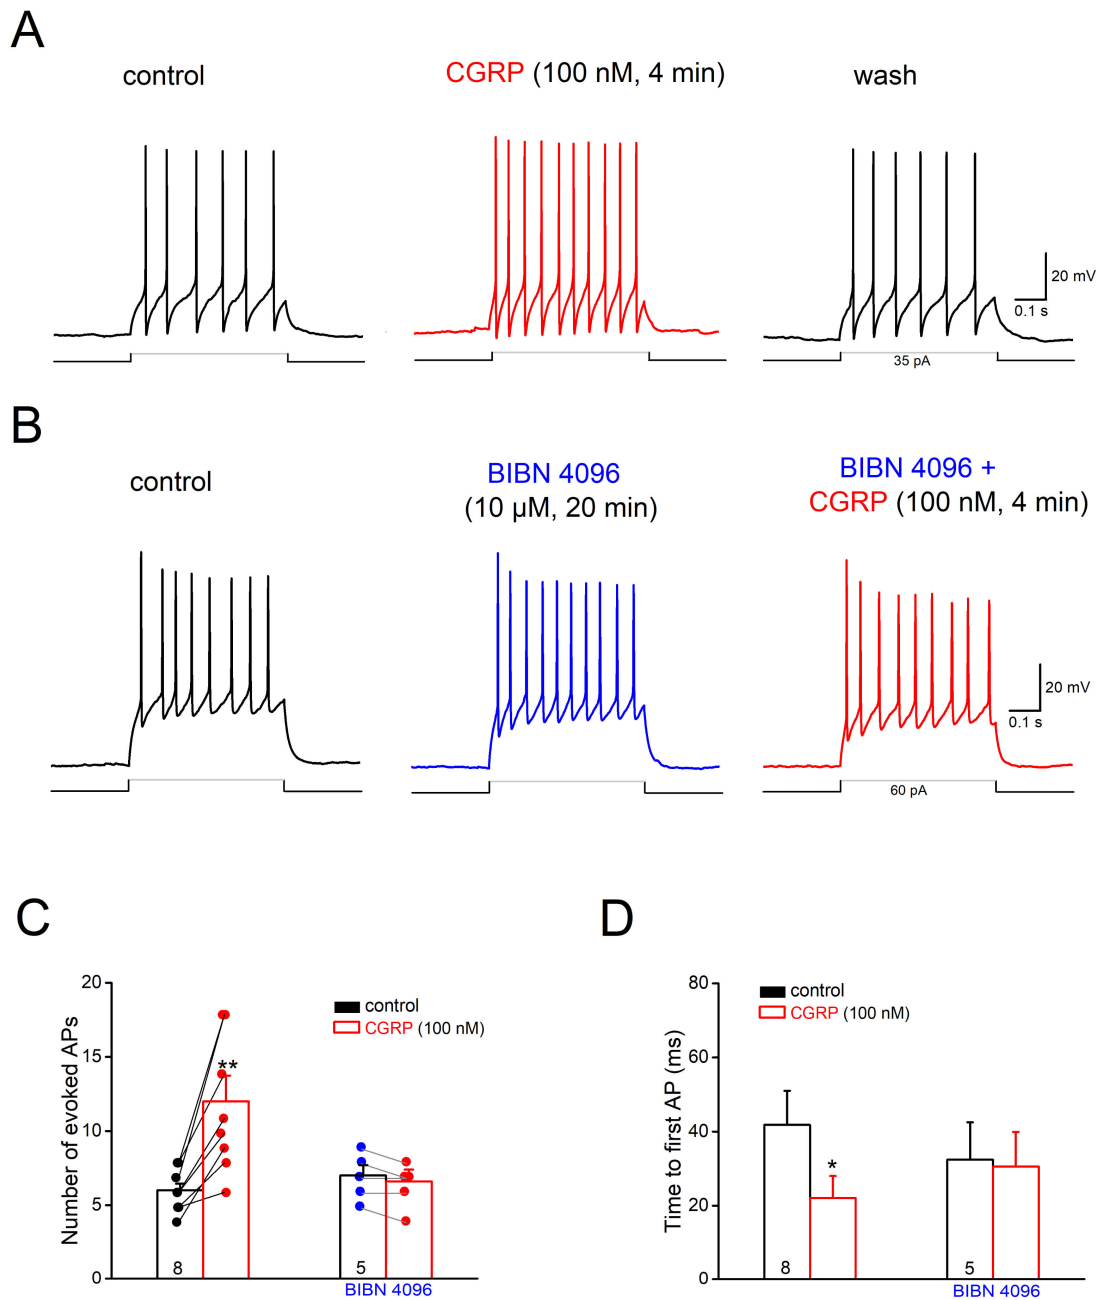 A
control
CGRP (100 nM, 4 min)
wash
20 mV
0.1 s
35 pA
B
control
BIBN 4096
(10 µM, 20 min)
BIBN 4096 +
CGRP (100 nM, 4 min)
20 mV
0.1 s
60 pA
C
Number of evoked APs
20
15
10
5
0
control
CGRP (100 nM)
**
8
5
BIBN 4096
D
Time to first AP (ms)
80
60
40
20
0
control
CGRP (100 nM)
*
8
5
BIBN 4096